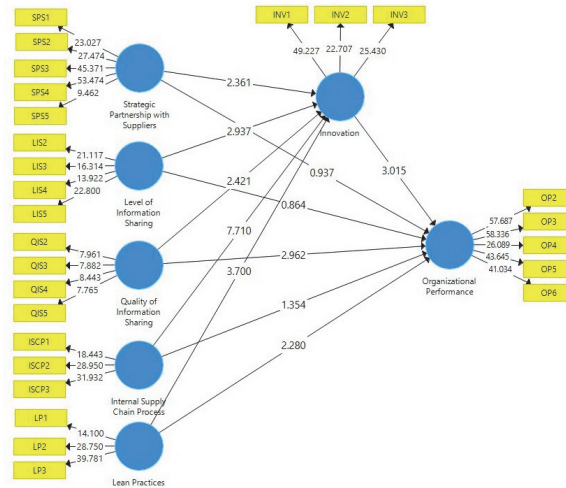 INV1 INV2 INV3
49.227 22.707 25.430
Innovation
SPS1
SPS2
SPS3
SPS4
SPS5
23.027
27.474
45.371
53.474
9.462
Strategic
Partnership with
Suppliers
LIS2
LIS3
LIS4
LIS5
21.117
16.314
13.922
22.800
Level of
Information
Sharing
QIS2
QIS3
QIS4
QIS5
7.961
7.882
8.443
7.765
Quality of
Information
Sharing
ISCP1
ISCP2
ISCP3
18.443
28.950
31.932
Internal Supply
Chain Process
LP1
LP2
LP3
14.100
28.750
39.781
Lean Practices
2.361
2.937
2.421
7.710
3.700
0.937
0.864
2.962
1.354
2.280
3.015
Organizational
Performance
57.687
58.336
26.089
43.645
41.034
OP2
OP3
OP4
OP5
OP6